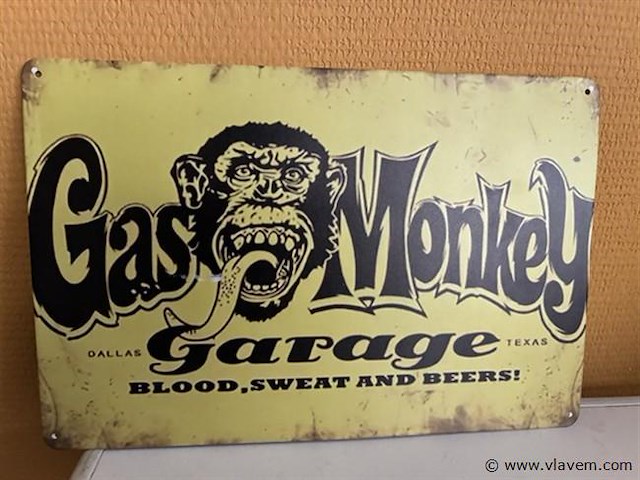 Gas Monkey
DALLAS Garage TEXAS
BLOOD, SWEAT AND BEERS!
© www.vlavem.com